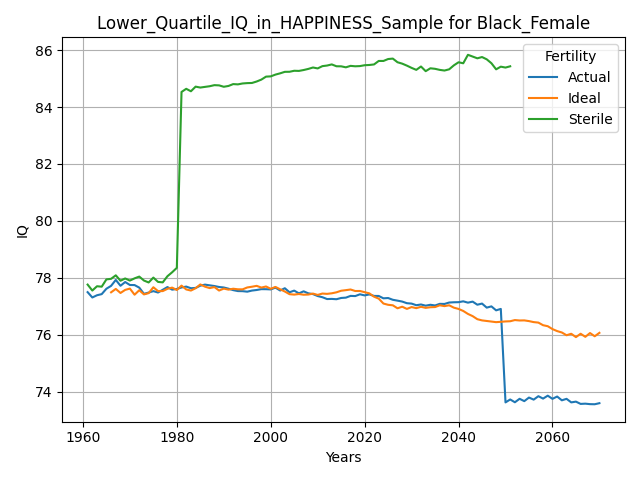 Lower_Quartile_IQ_in_HAPPINESS_Sample for Black_Female
86
84
82
80
78
76
74
IQ
Fertility
Actual
Ideal
Sterile
1960
1980
2000
2020
2040
2060
Years